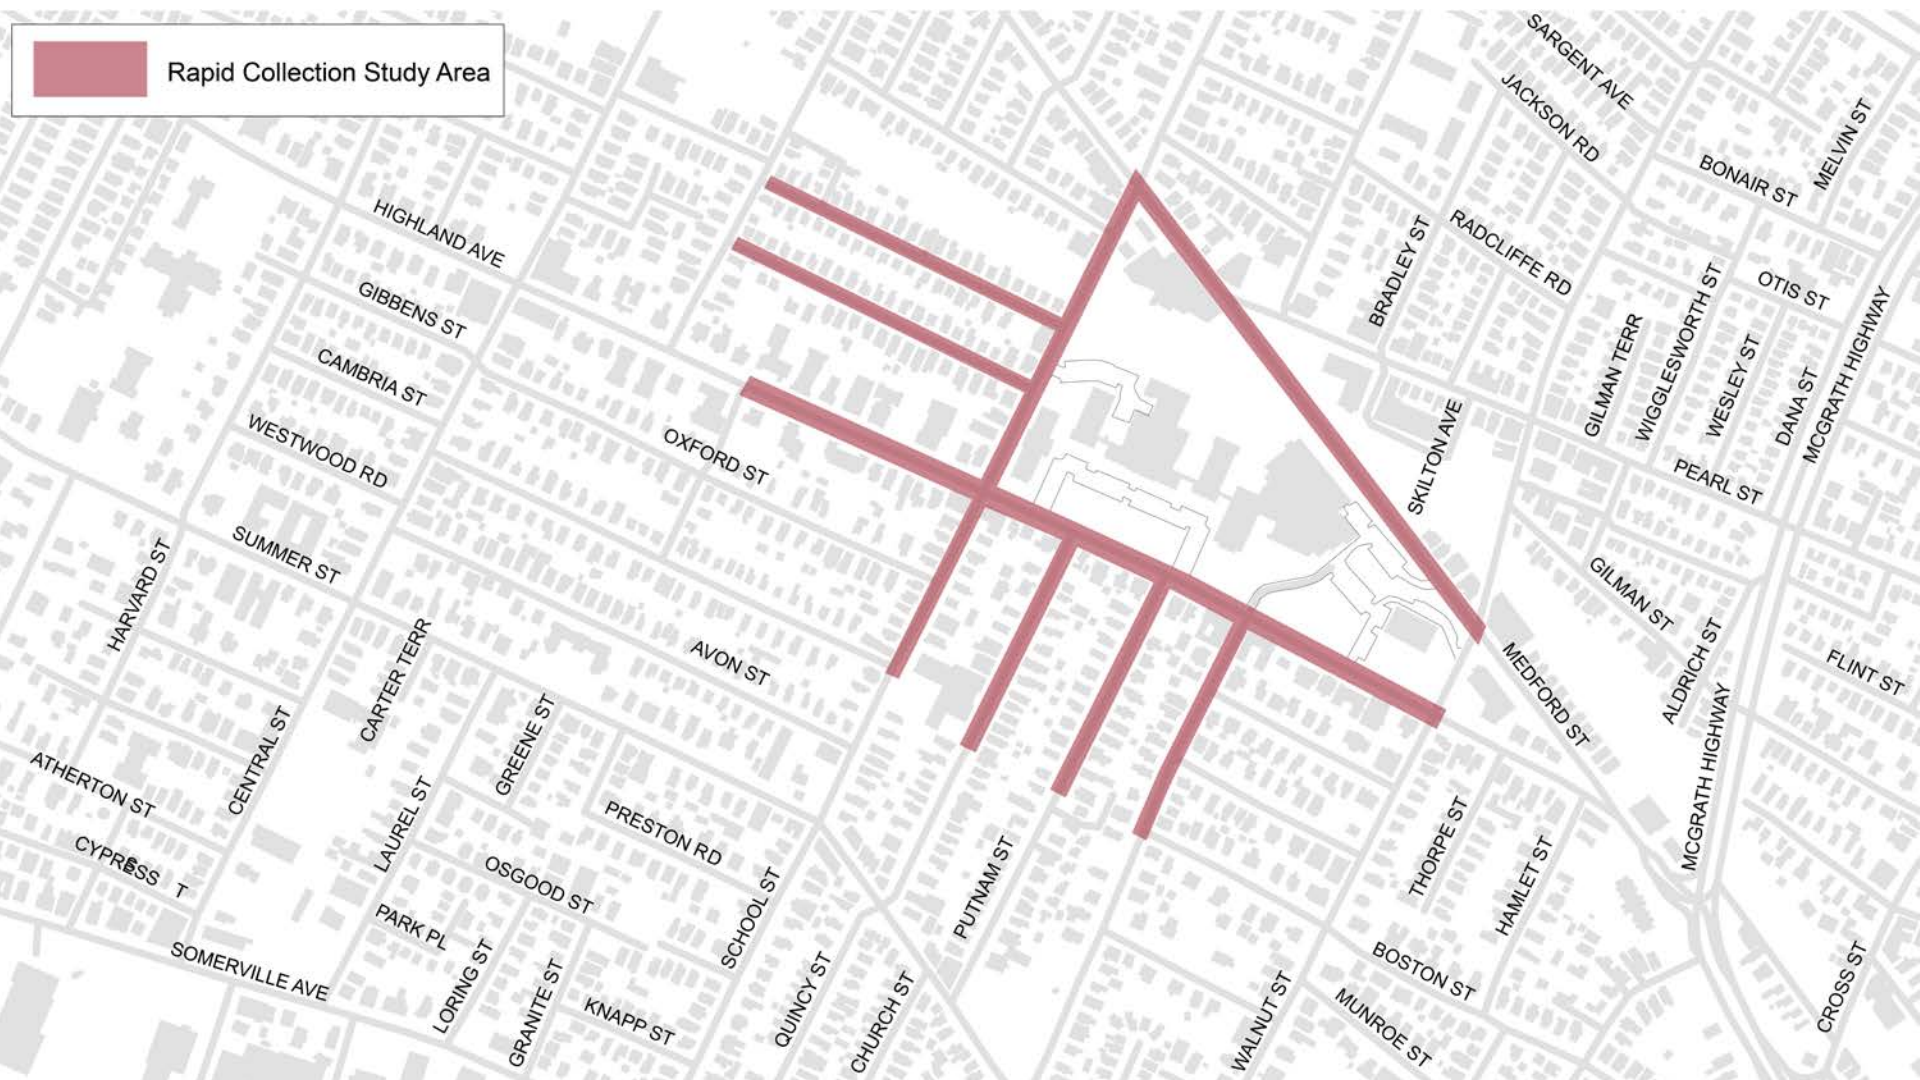 Rapid Collection Study Area
SARGENT AVE
JACKSON RD
MELVIN ST
BONAIR ST
HIGHLAND AVE
BRADLEY ST
RADCLIFFE RD
GIBBENS ST
OTIS ST
WIGGLESWORTH ST
MCGRATH HIGHWAY
GILMAN TERR
WESLEY ST
CAMBRIA ST
DANA ST
SKILTON AVE
WESTWOOD RD
OXFORD ST
PEARL ST
SUMMER ST
HARVARD ST
GILMAN ST
CARTER TERR
AVON ST
ALDRICH ST
MEDFORD ST
FLINT ST
GREENE ST
MCGRATH HIGHWAY
CENTRAL ST
ATHERTON ST
LAUREL ST
PRESTON RD
THORPE ST
CYPRESS T
S
OSGOOD ST
HAMLET ST
PUTNAM ST
SCHOOL ST
PARK PL
SOMERVILLE AVE
LORING ST
GRANITE ST
KNAPP ST
QUINCY ST
CHURCH ST
WALNUT ST
BOSTON ST
MUNROE ST
CROSS ST